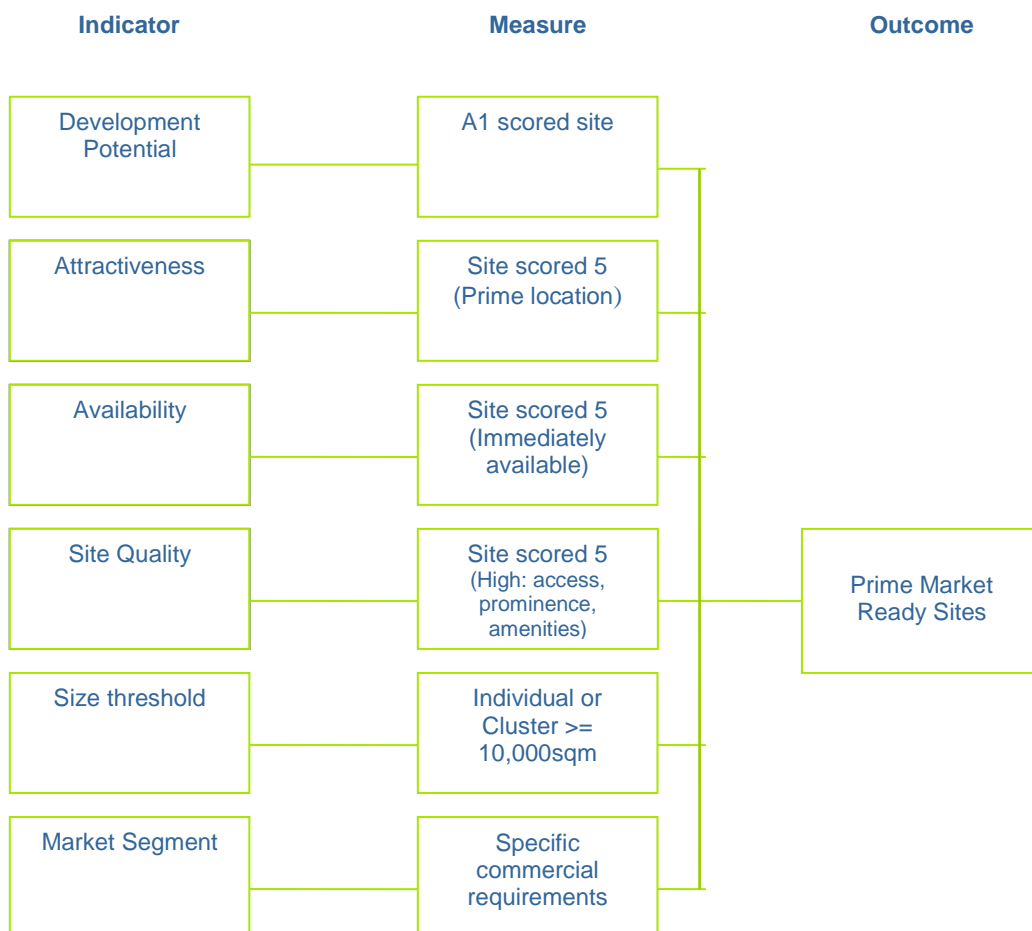 Indicator
Measure
Outcome
Development
Potential
A1 scored site
Attractiveness
Site scored 5
(Prime location)
Availability
Site scored 5
(Immediately
available)
Site Quality
Site scored 5
(High: access,
prominence,
amenities)
Prime Market
Ready Sites
Size threshold
Individual or
Cluster >=
10,000sqm
Market Segment
Specific
commercial
requirements